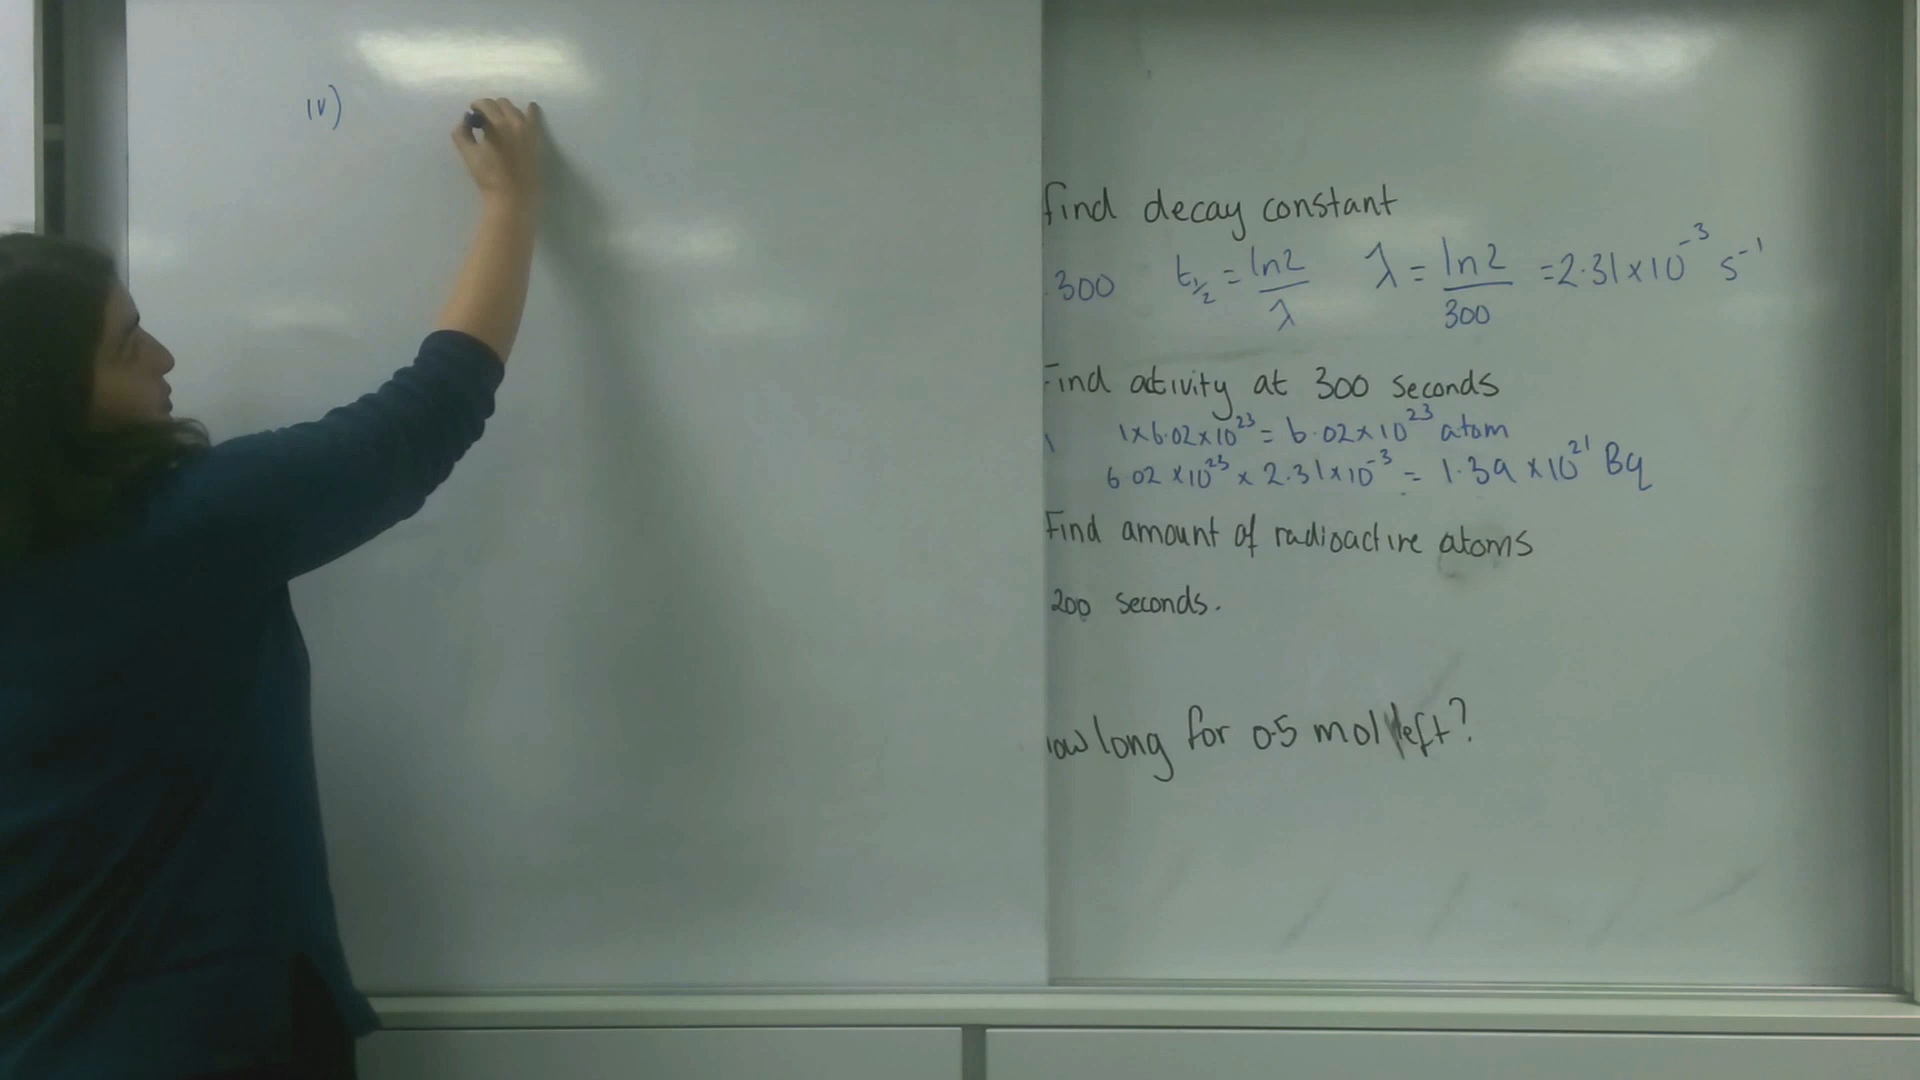 iv)
find decay constant
300 t½ = ln2/λ λ = ln2/300 = 2.31 x 10⁻³ s⁻¹
Find activity at 300 seconds
1 x 6.02 x 10²³ = 6.02 x 10²³ atom
6.02 x 10²³ x 2.31 x 10⁻³ = 1.39 x 10²¹ Bq
Find amount of radioactive atoms
200 seconds.
ow long for 0.5 mol left?